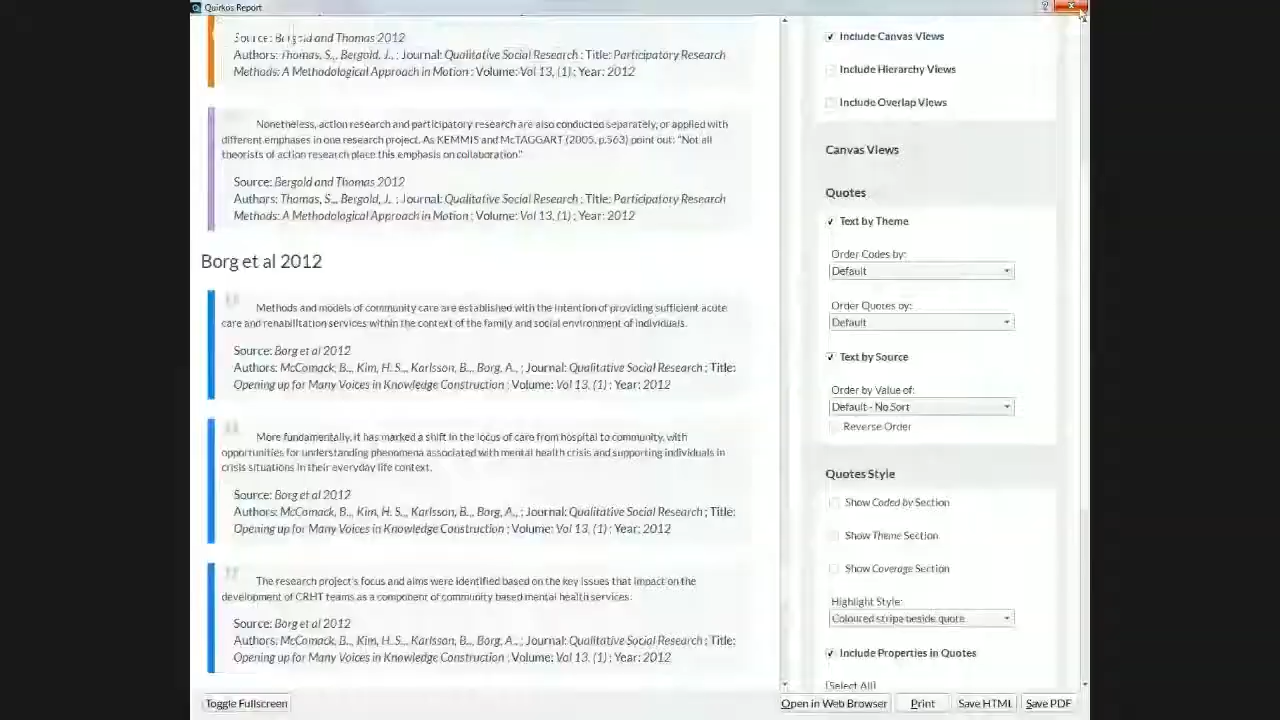 Quirkos Report
?
Source: Bergold and Thomas 2012
Authors: Thomas, S.,, Bergold, J., ; Journal: Qualitative Social Research ; Title: Participatory Research
Methods: A Methodological Approach in Motion ; Volume: Vol 13, (1) ; Year: 2012
Nonetheless, action research and participatory research are also conducted separately, or applied with
different emphases in one research project. As KEMMIS and McTAGGART (2005, p.563) point out: "Not all
theorists of action research place this emphasis on collaboration."
Source: Bergold and Thomas 2012
Authors: Thomas, S.,, Bergold, J., ; Journal: Qualitative Social Research ; Title: Participatory Research
Methods: A Methodological Approach in Motion ; Volume: Vol 13, (1) ; Year: 2012
Borg et al 2012
Methods and models of community care are established with the intention of providing sufficient acute
care and rehabilitation services within the context of the family and social environment of individuals.
Source: Borg et al 2012
Authors: McComack, B.,, Kim, H. S.,, Karlsson, B.,, Borg, A., ; Journal: Qualitative Social Research ; Title:
Opening up for Many Voices in Knowledge Construction ; Volume: Vol 13, (1) ; Year: 2012
More fundamentally, it has marked a shift in the locus of care from hospital to community, with
opportunities for understanding phenomena associated with mental health crisis and supporting individuals in
crisis situations in their everyday life context.
Source: Borg et al 2012
Authors: McComack, B.,, Kim, H. S.,, Karlsson, B.,, Borg, A., ; Journal: Qualitative Social Research ; Title:
Opening up for Many Voices in Knowledge Construction ; Volume: Vol 13, (1) ; Year: 2012
The research project's focus and aims were identified based on the key issues that impact on the
development of CRHT teams as a component of community based mental health services.
Source: Borg et al 2012
Authors: McComack, B.,, Kim, H. S.,, Karlsson, B.,, Borg, A., ; Journal: Qualitative Social Research ; Title:
Opening up for Many Voices in Knowledge Construction ; Volume: Vol 13, (1) ; Year: 2012
Include Canvas Views
Include Hierarchy Views
Include Overlap Views
Canvas Views
Quotes
Text by Theme
Order Codes by:
Default
Order Quotes by:
Default
Text by Source
Order by Value of:
Default - No Sort
Reverse Order
Quotes Style
Show Coded by Section
Show Theme Section
Show Coverage Section
Highlight Style:
Coloured stripe beside quote
Include Properties in Quotes
[Select All]
Toggle Fullscreen
Open in Web Browser
Print
Save HTML
Save PDF